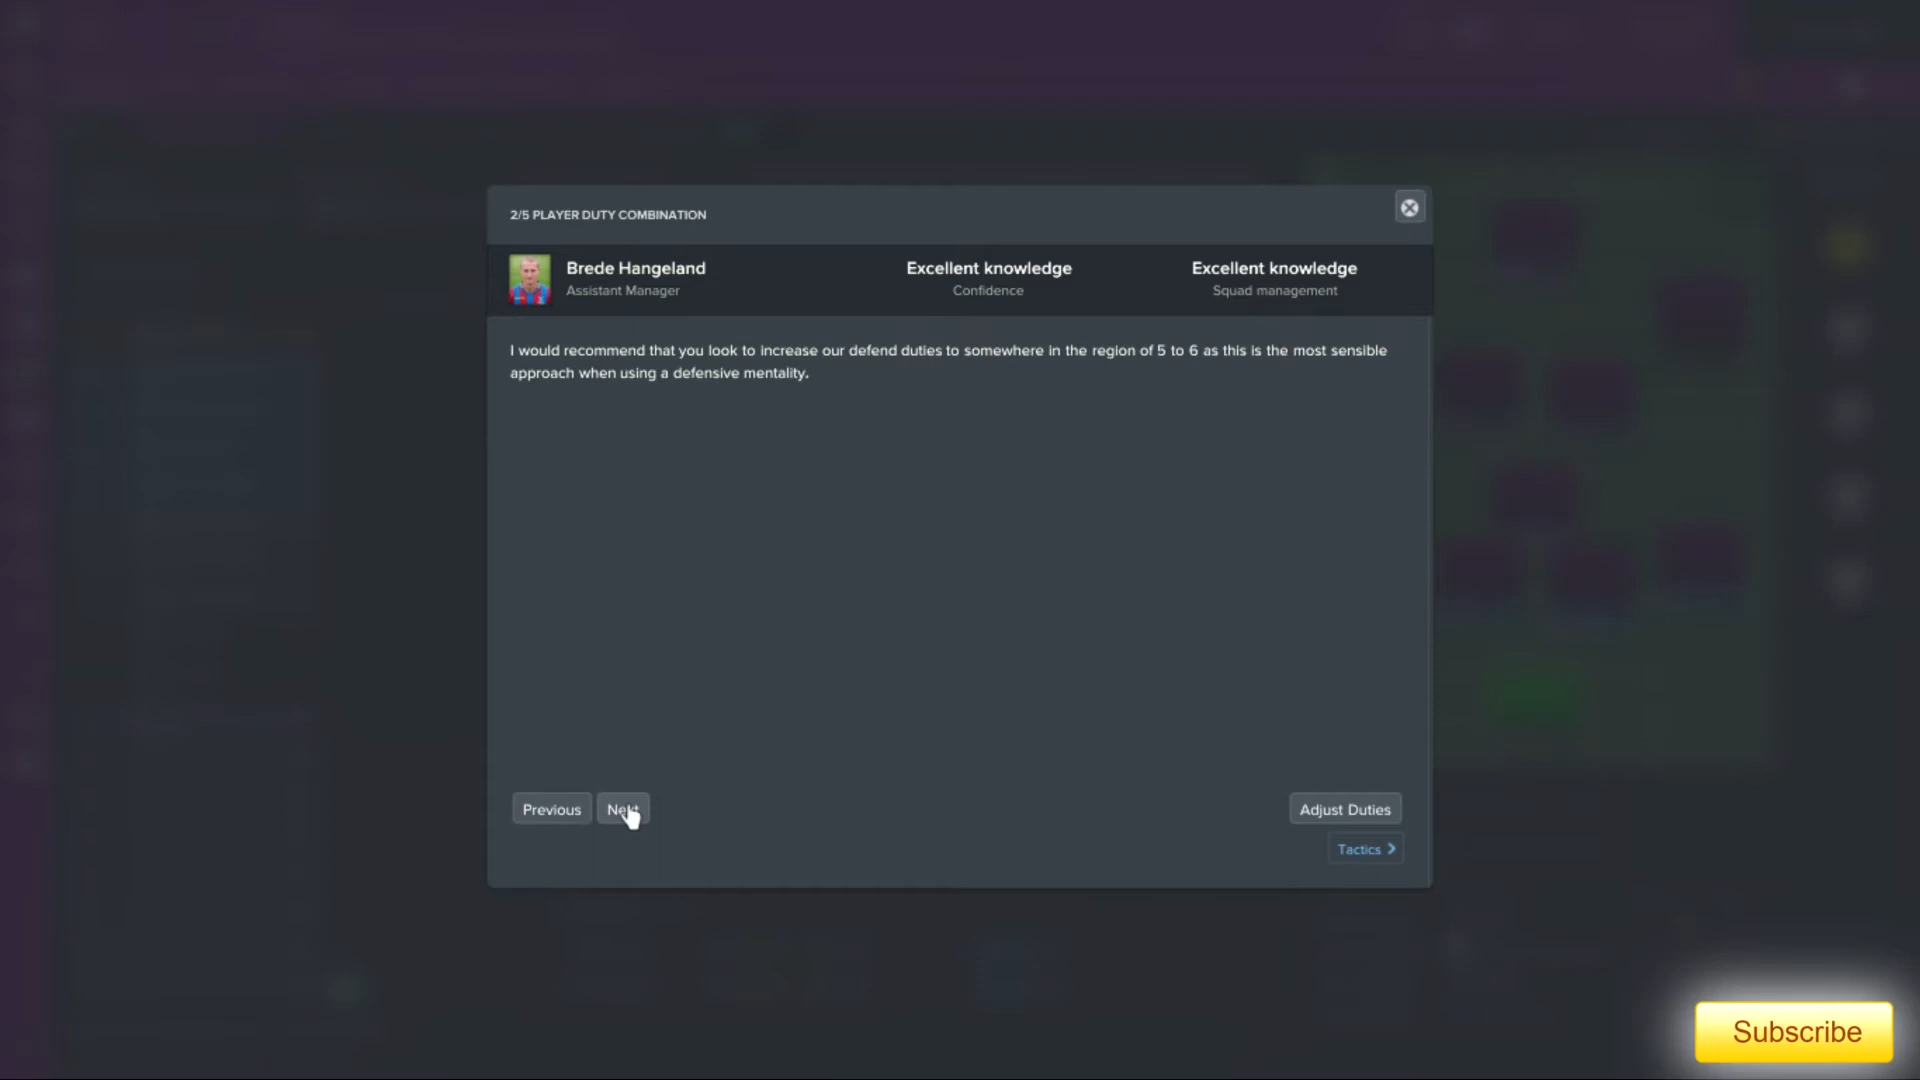 2/5 PLAYER DUTY COMBINATION
Brede Hangeland
Assistant Manager
Excellent knowledge
Confidence
Excellent knowledge
Squad management
I would recommend that you look to increase our defend duties to somewhere in the region of 5 to 6 as this is the most sensible
approach when using a defensive mentality.
Previous
Next
Adjust Duties
Tactics
Subscribe